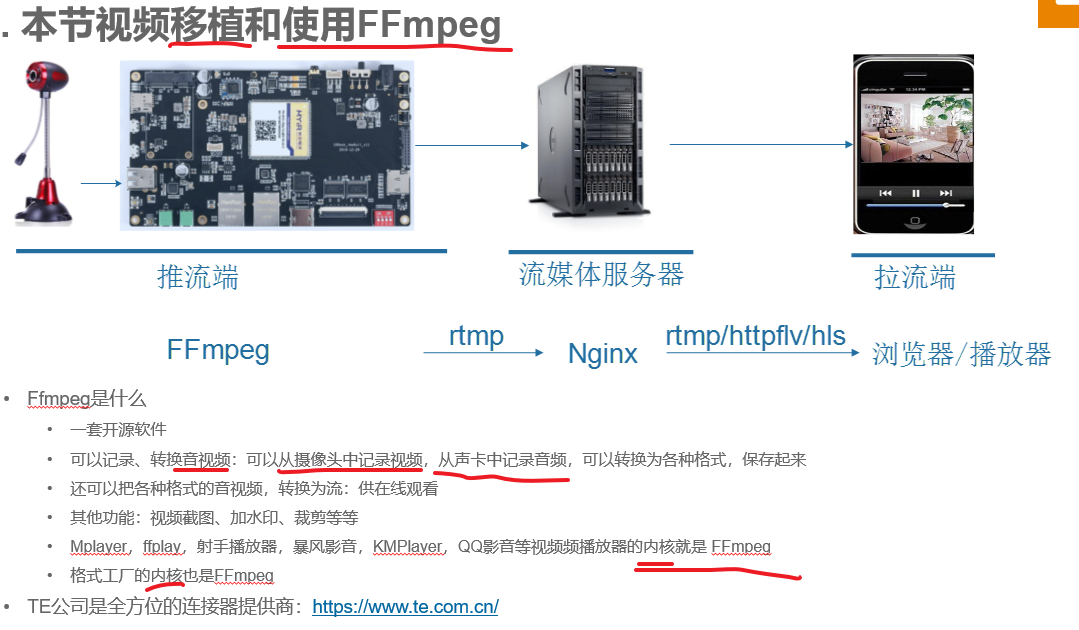 . 本节视频移植和使用FFmpeg
推流端
流媒体服务器
拉流端
FFmpeg
rtmp
Nginx
rtmp/httpflv/hls
浏览器/播放器
• Ffmpeg是什么
• 一套开源软件
• 可以记录、转换音视频：可以从摄像头中记录视频，从声卡中记录音频，可以转换为各种格式，保存起来
• 还可以把各种格式的音视频，转换为流：供在线观看
• 其他功能：视频截图、加水印、裁剪等等
• Mplayer，ffplay，射手播放器，暴风影音，KMPlayer，QQ影音等视频频播放器的内核就是 FFmpeg
• 格式工厂的内核也是FFmpeg
• TE公司是全方位的连接器提供商：https://www.te.com.cn/